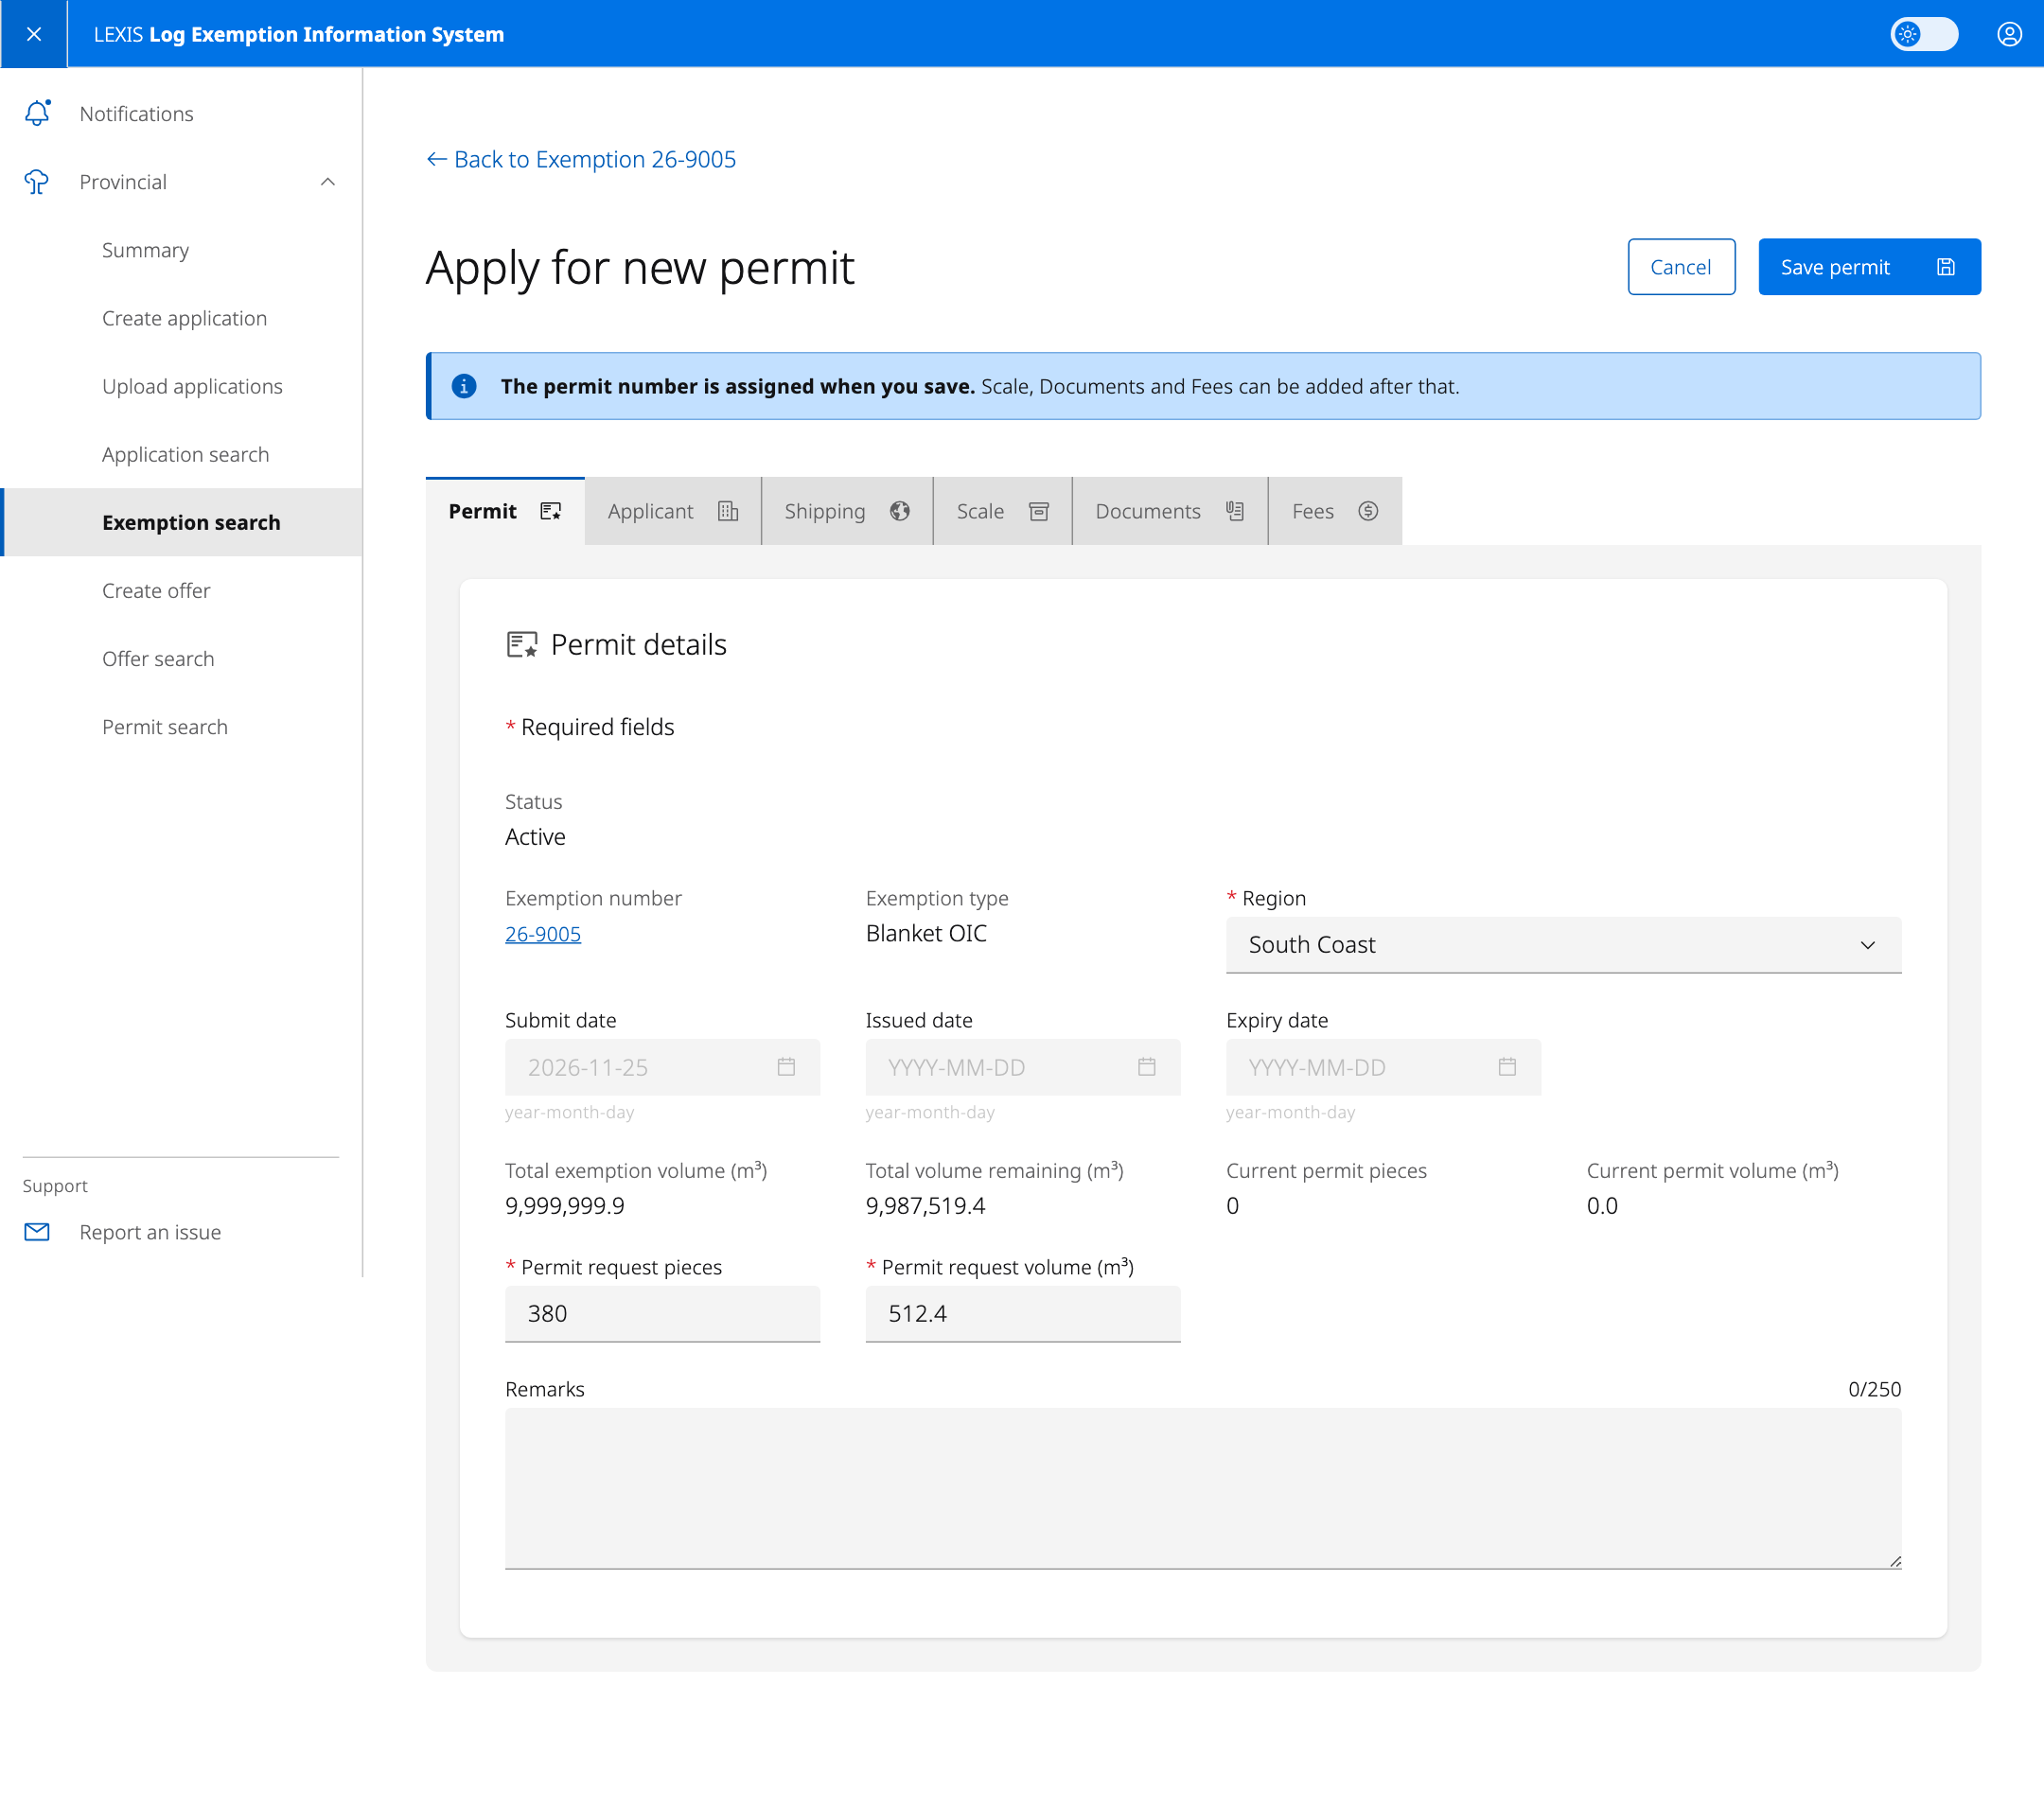 LEXIS Log Exemption Information System
Notifications
Provincial
Summary
Create application
Upload applications
Application search
Exemption search
Create offer
Offer search
Permit search
Support
Report an issue
← Back to Exemption 26-9005
Apply for new permit
Cancel
Save permit
The permit number is assigned when you save. Scale, Documents and Fees can be added after that.
Permit
Applicant
Shipping
Scale
Documents
Fees
Permit details
* Required fields
Status
Active
Exemption number
26-9005
Exemption type
Blanket OIC
* Region
South Coast
Submit date
2026-11-25
year-month-day
Issued date
YYYY-MM-DD
year-month-day
Expiry date
YYYY-MM-DD
year-month-day
Total exemption volume (m³)
9,999,999.9
Total volume remaining (m³)
9,987,519.4
Current permit pieces
0
Current permit volume (m³)
0.0
* Permit request pieces
380
* Permit request volume (m³)
512.4
Remarks
0/250